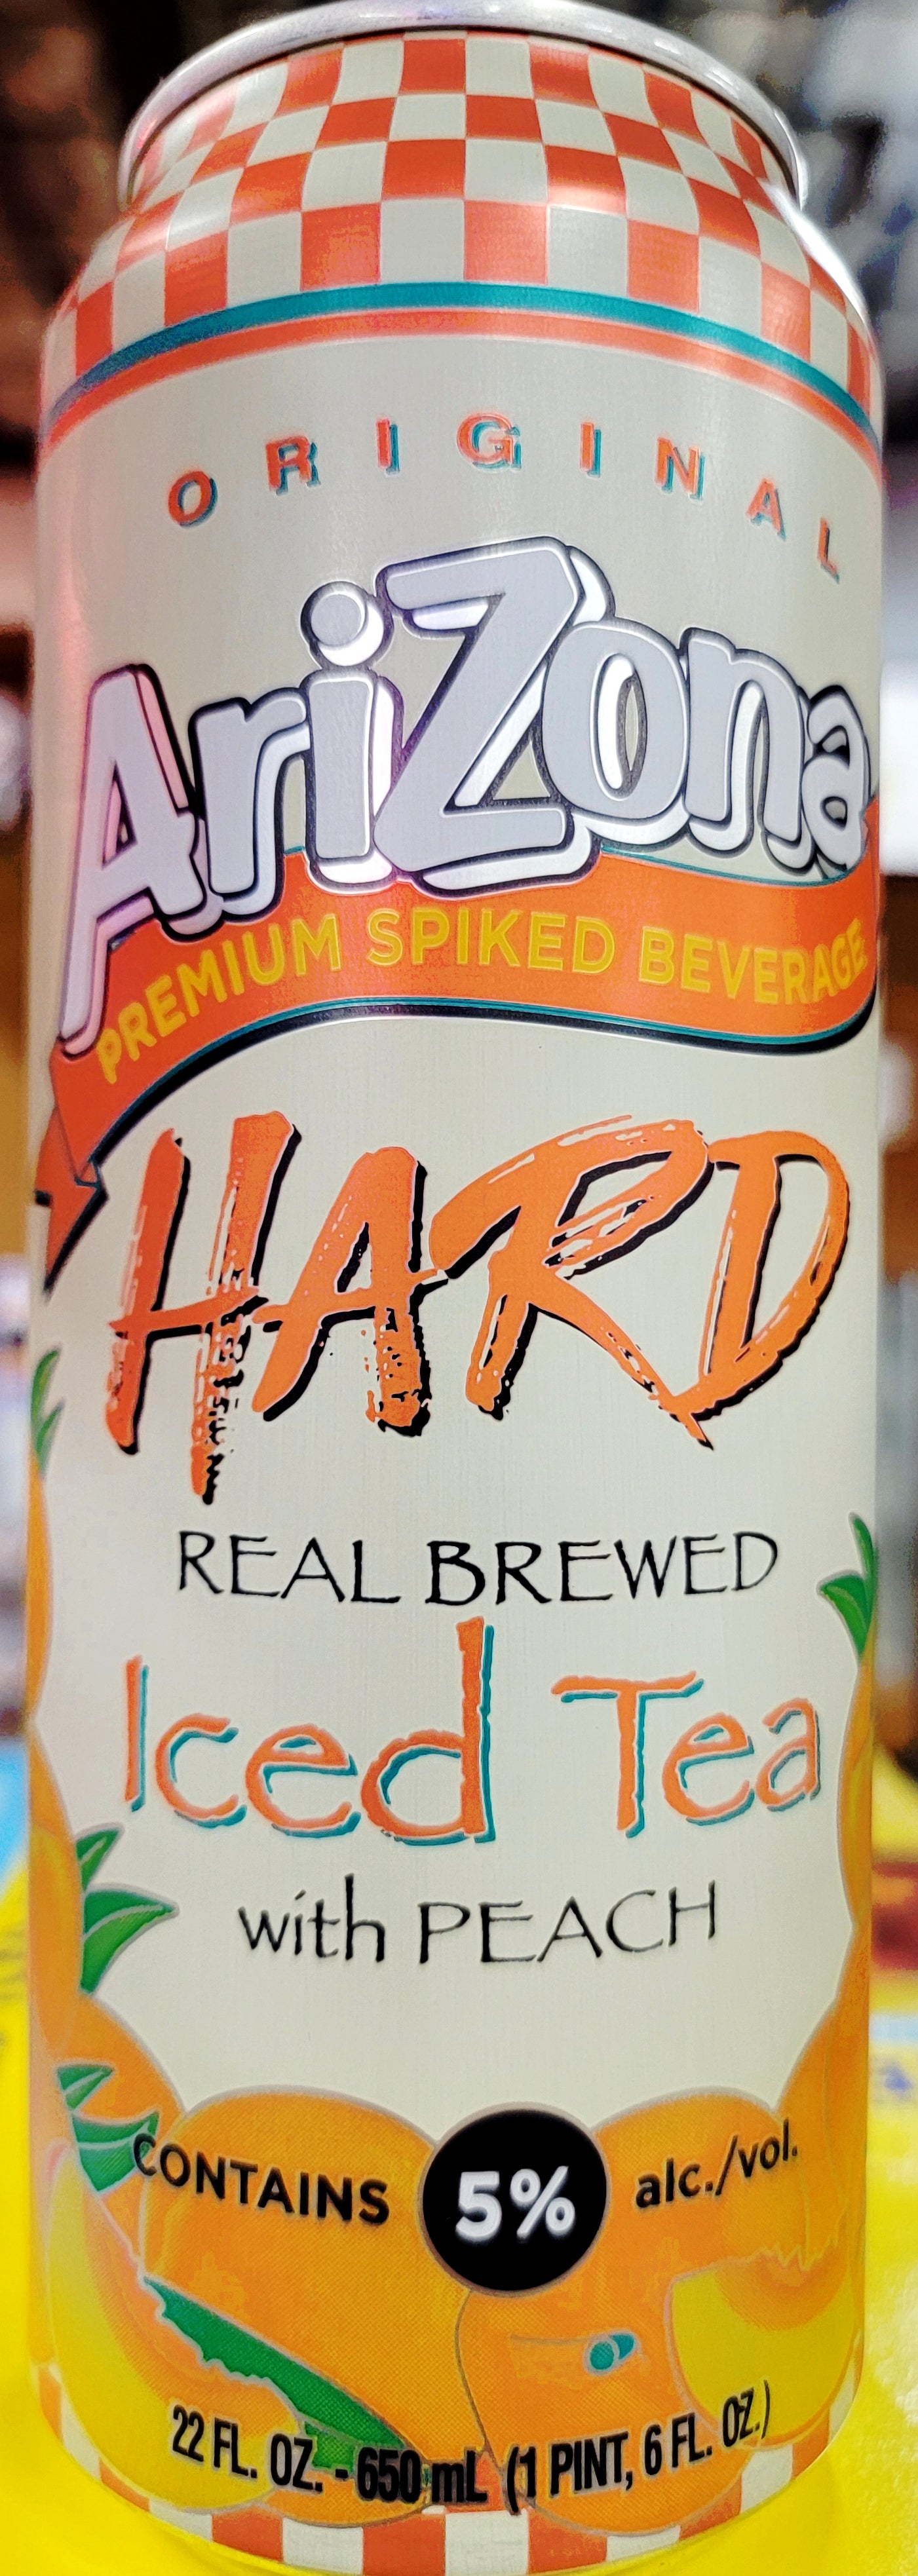 ORIGINAL
AriZona
PREMIUM SPIKED BEVERAGE
HARD
REAL BREWED
Iced Tea
with PEACH
CONTAINS 5% alc./vol.
22 FL. OZ. - 650 mL (1 PINT, 6 FL. OZ.)